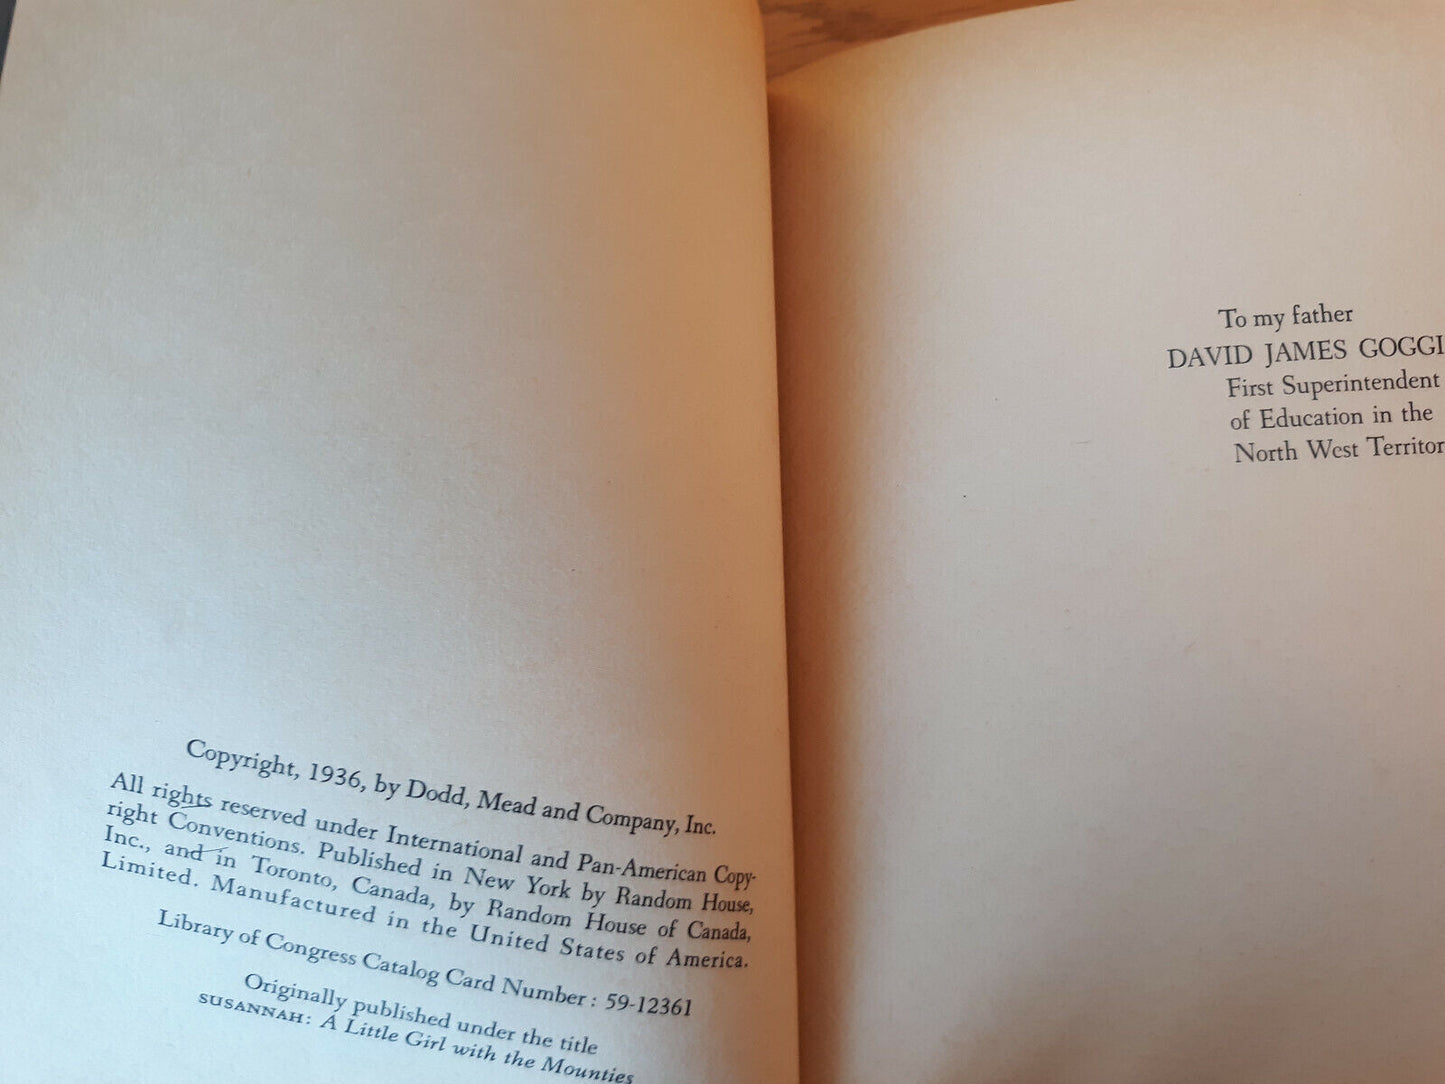 Copyright, 1936, by Dodd, Mead and Company, Inc.
All rights reserved under International and Pan-American Copy-
right Conventions. Published in New York by Random House,
Inc., and in Toronto, Canada, by Random House of Canada,
Limited. Manufactured in the United States of America.
Library of Congress Catalog Card Number: 59-12361
Originally published under the title
SUSANNAH: A Little Girl with the Mounties
To my father
DAVID JAMES GOGGI
First Superintendent
of Education in the
North West Territor